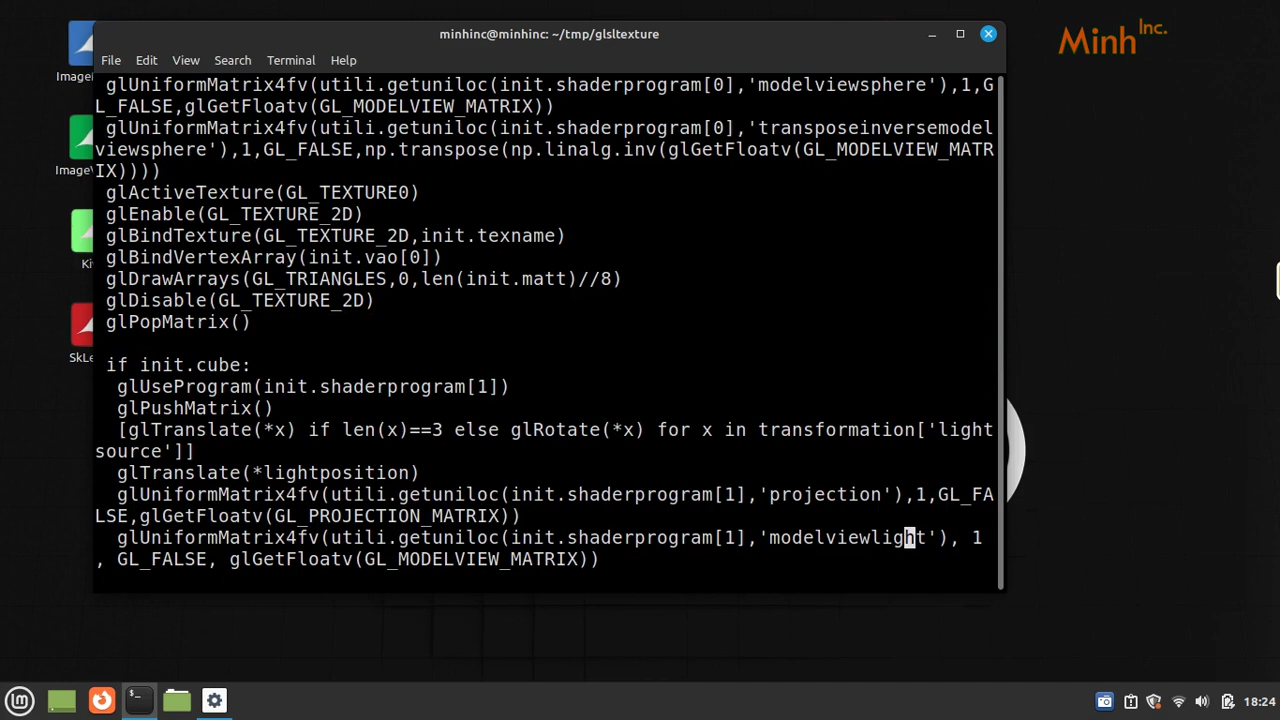 Minh Inc.
minhinc@minhinc: ~/tmp/glsltexture
File Edit View Search Terminal Help
glUniformMatrix4fv(utili.getuniloc(init.shaderprogram[0],'modelviewsphere'),1,G
L_FALSE,glGetFloatv(GL_MODELVIEW_MATRIX))
glUniformMatrix4fv(utili.getuniloc(init.shaderprogram[0],'transposeinversemodel
viewsphere'),1,GL_FALSE,np.transpose(np.linalg.inv(glGetFloatv(GL_MODELVIEW_MATR
IX))))
glActiveTexture(GL_TEXTURE0)
glEnable(GL_TEXTURE_2D)
glBindTexture(GL_TEXTURE_2D,init.texname)
glBindVertexArray(init.vao[0])
glDrawArrays(GL_TRIANGLES,0,len(init.matt)//8)
glDisable(GL_TEXTURE_2D)
glPopMatrix()
if init.cube:
glUseProgram(init.shaderprogram[1])
glPushMatrix()
[glTranslate(*x) if len(x)==3 else glRotate(*x) for x in transformation['light
source']]
glTranslate(*lightposition)
glUniformMatrix4fv(utili.getuniloc(init.shaderprogram[1],'projection'),1,GL_FA
LSE,glGetFloatv(GL_PROJECTION_MATRIX))
glUniformMatrix4fv(utili.getuniloc(init.shaderprogram[1],'modelviewlight'), 1
, GL_FALSE, glGetFloatv(GL_MODELVIEW_MATRIX))
18:24